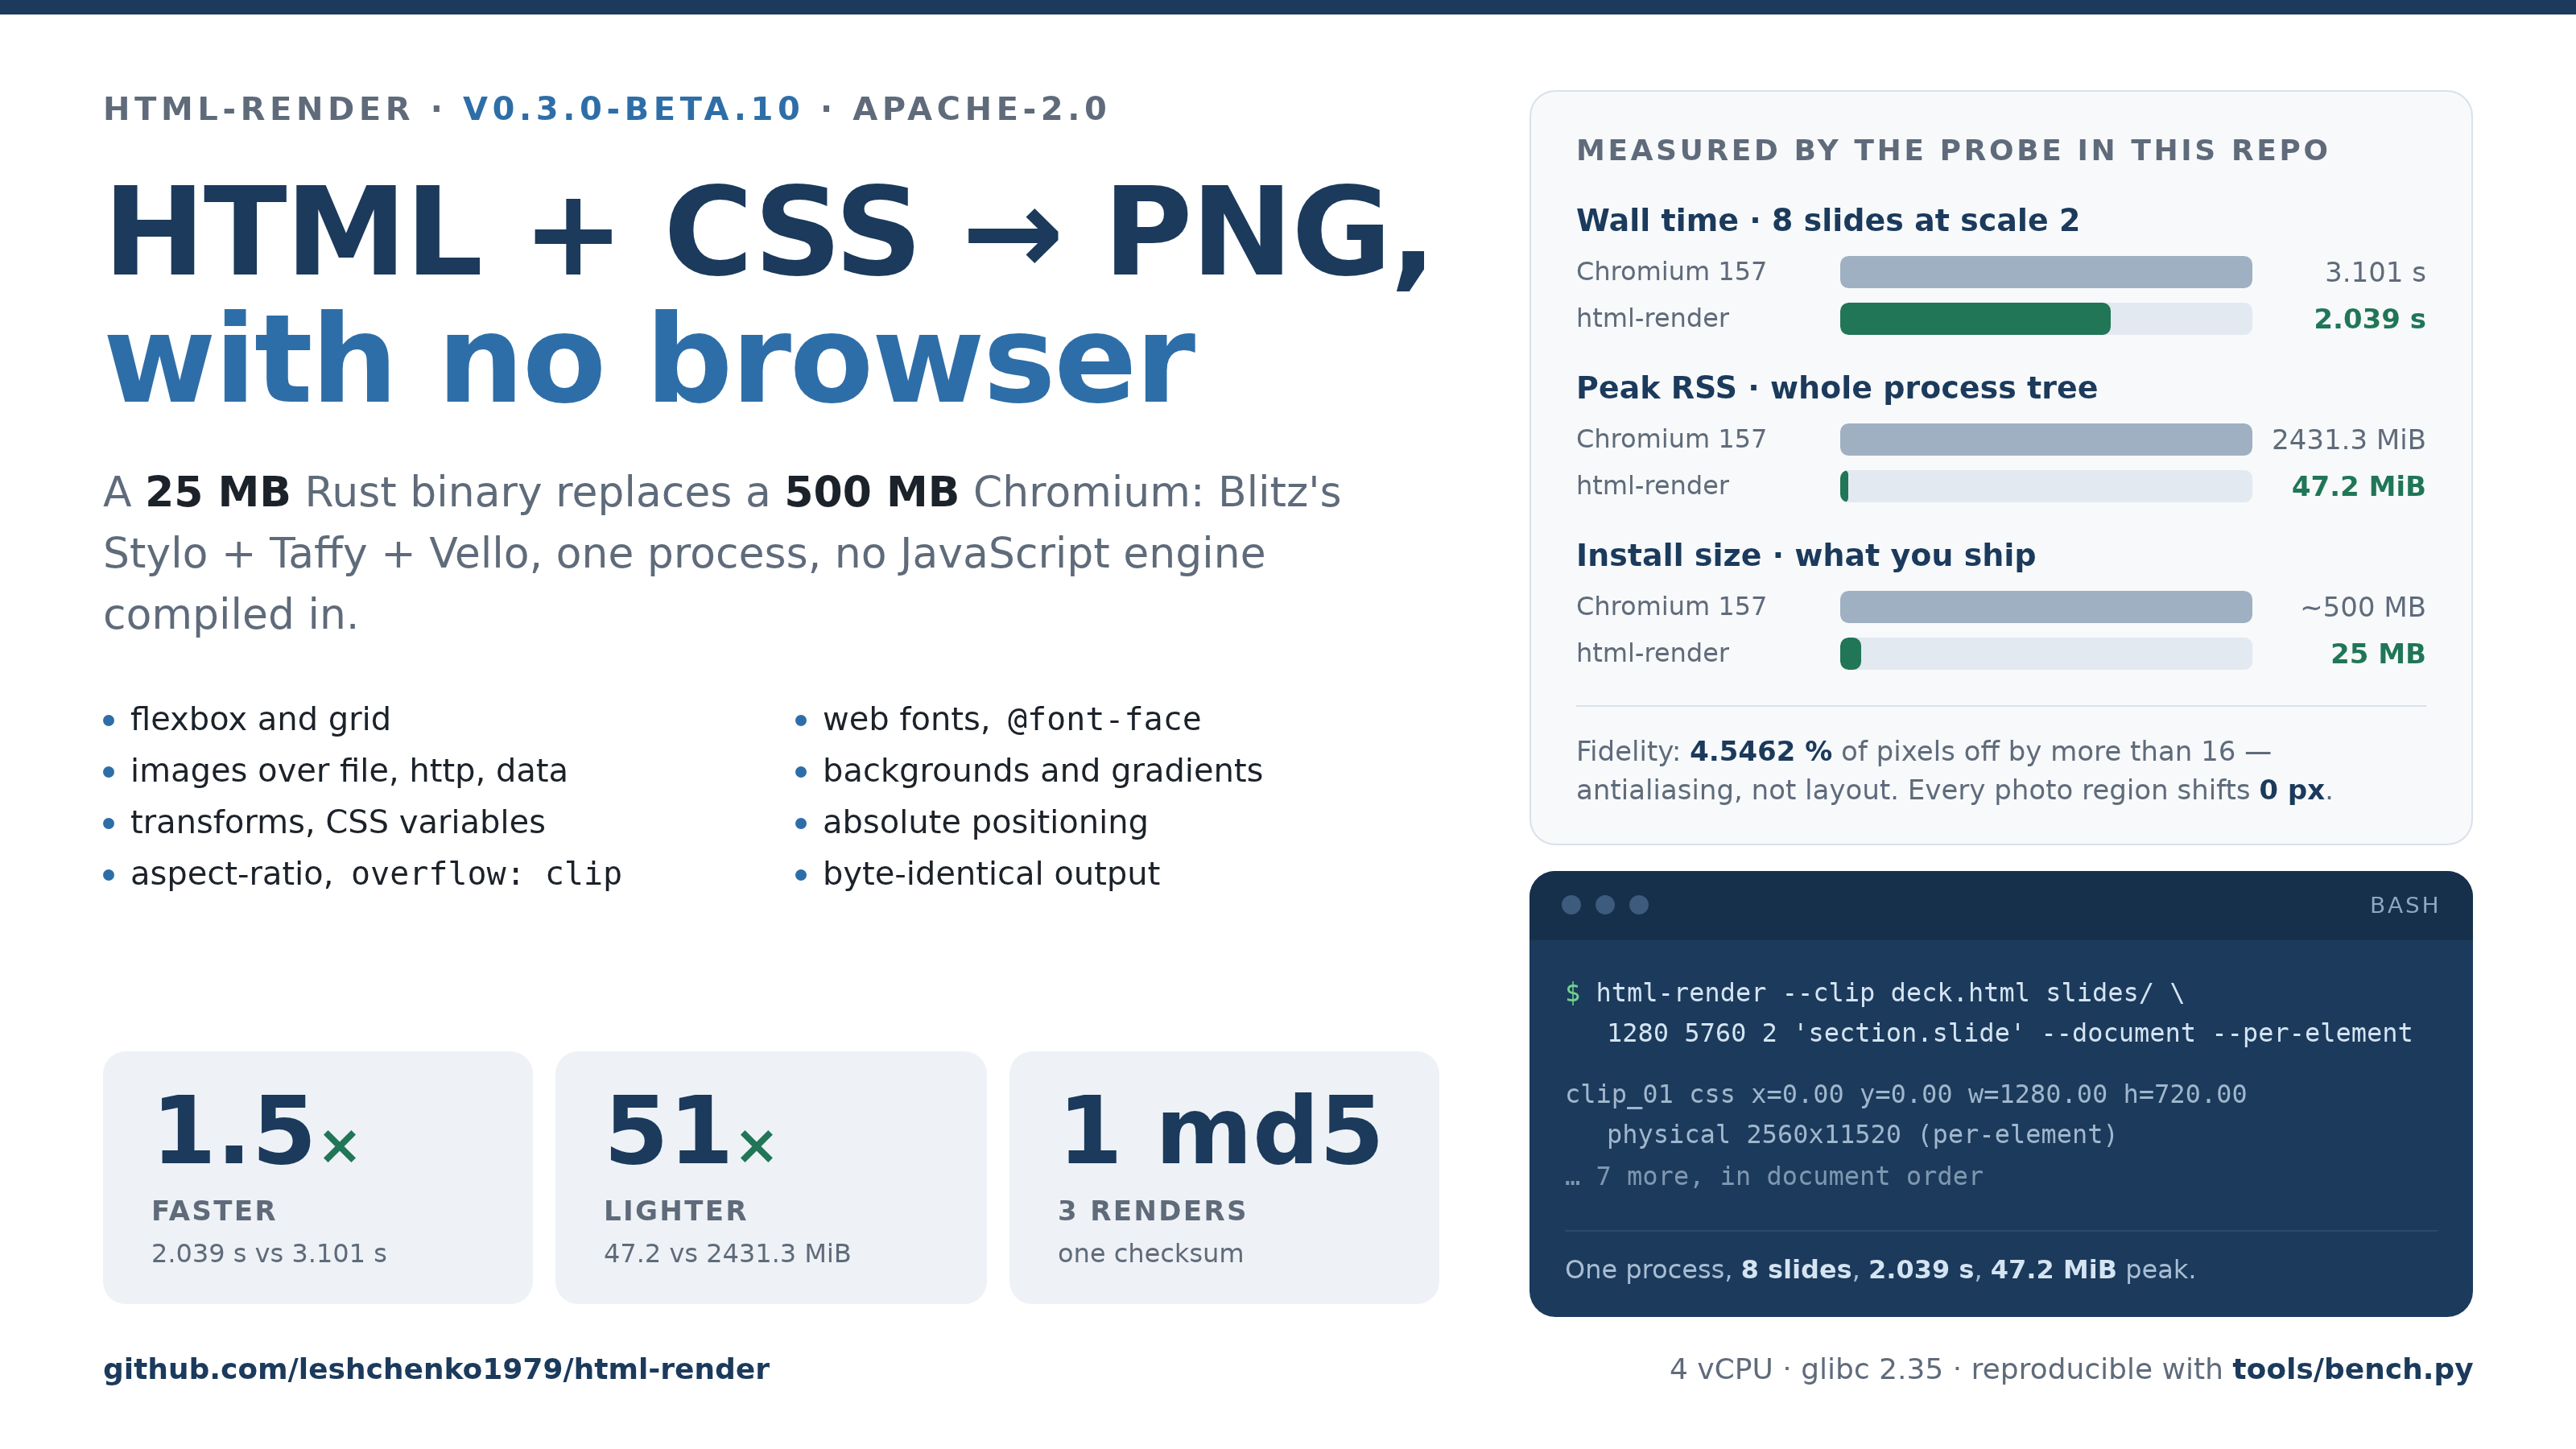 HTML-RENDER · V0.3.0-BETA.10 · APACHE-2.0
HTML + CSS → PNG,
with no browser
A 25 MB Rust binary replaces a 500 MB Chromium: Blitz's
Stylo + Taffy + Vello, one process, no JavaScript engine
compiled in.
• flexbox and grid
• images over file, http, data
• transforms, CSS variables
• aspect-ratio, overflow: clip
• web fonts, @font-face
• backgrounds and gradients
• absolute positioning
• byte-identical output
1.5×
FASTER
2.039 s vs 3.101 s
51×
LIGHTER
47.2 vs 2431.3 MiB
1 md5
3 RENDERS
one checksum
MEASURED BY THE PROBE IN THIS REPO
Wall time · 8 slides at scale 2
Chromium 157 3.101 s
html-render 2.039 s
Peak RSS · whole process tree
Chromium 157 2431.3 MiB
html-render 47.2 MiB
Install size · what you ship
Chromium 157 ~500 MB
html-render 25 MB
Fidelity: 4.5462 % of pixels off by more than 16 —
antialiasing, not layout. Every photo region shifts 0 px.
BASH
$ html-render --clip deck.html slides/ \
1280 5760 2 'section.slide' --document --per-element
clip_01 css x=0.00 y=0.00 w=1280.00 h=720.00
physical 2560x11520 (per-element)
… 7 more, in document order
One process, 8 slides, 2.039 s, 47.2 MiB peak.
github.com/leshchenko1979/html-render
4 vCPU · glibc 2.35 · reproducible with tools/bench.py